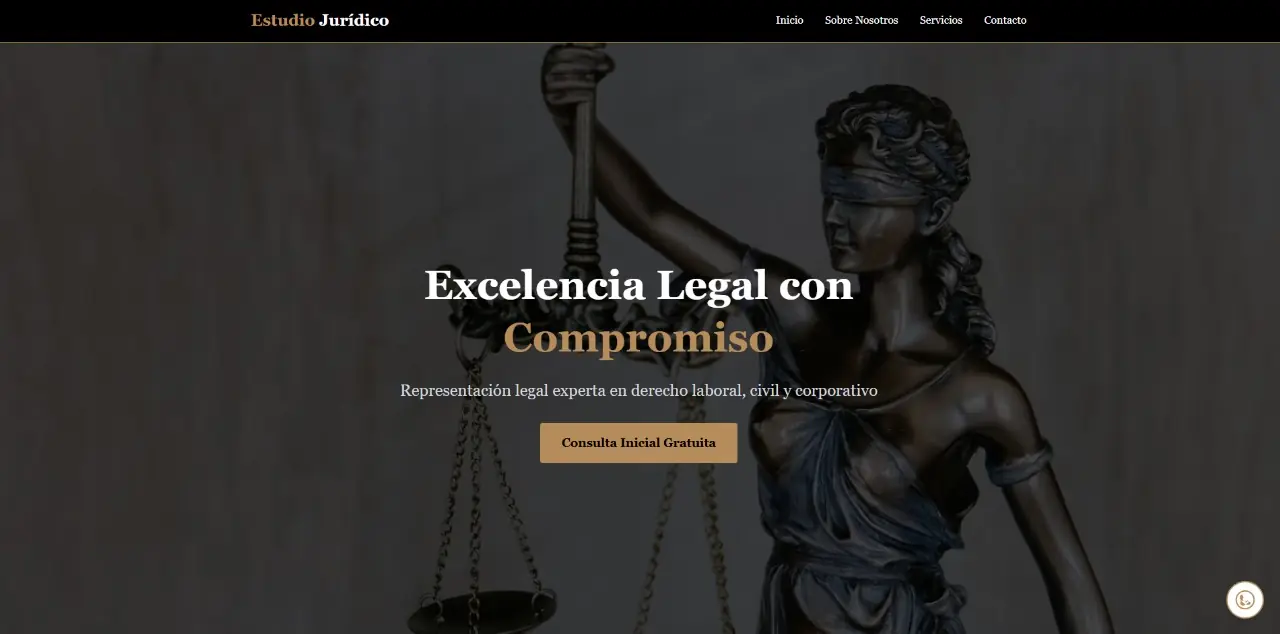 Estudio Jurídico
Inicio Sobre Nosotros Servicios Contacto
Excelencia Legal con
Compromiso
Representación legal experta en derecho laboral, civil y corporativo
Consulta Inicial Gratuita